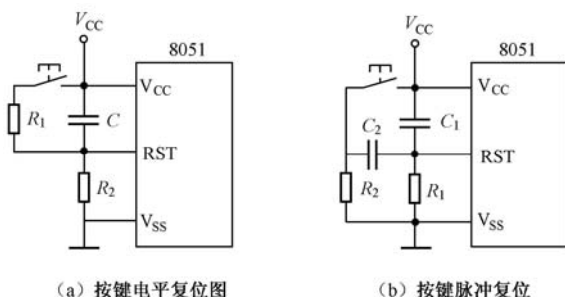 V_CC
8051
V_CC
R_1
C
RST
R_2
V_SS
(a) 按键电平复位图
V_CC
8051
V_CC
C_2
C_1
RST
R_2
R_1
V_SS
(b) 按键脉冲复位